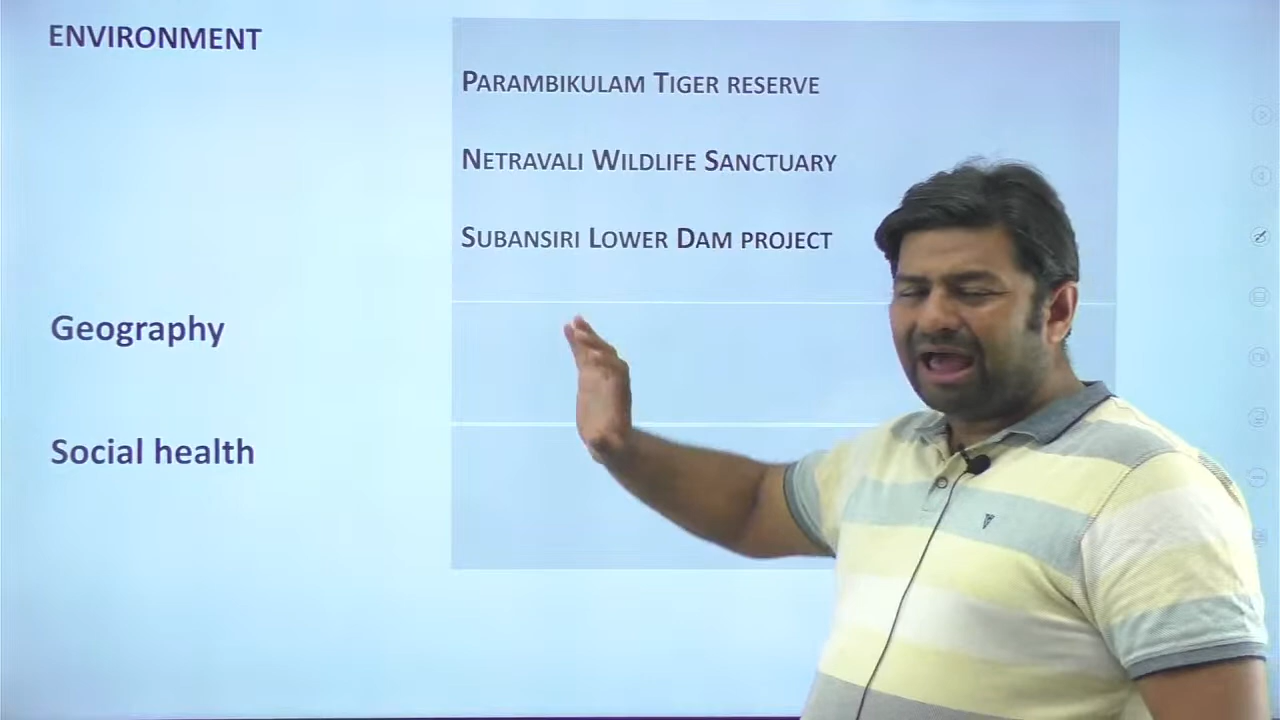 ENVIRONMENT
PARAMBIKULAM TIGER RESERVE
NETRAVALI WILDLIFE SANCTUARY
SUBANSIRI LOWER DAM PROJECT
Geography
Social health